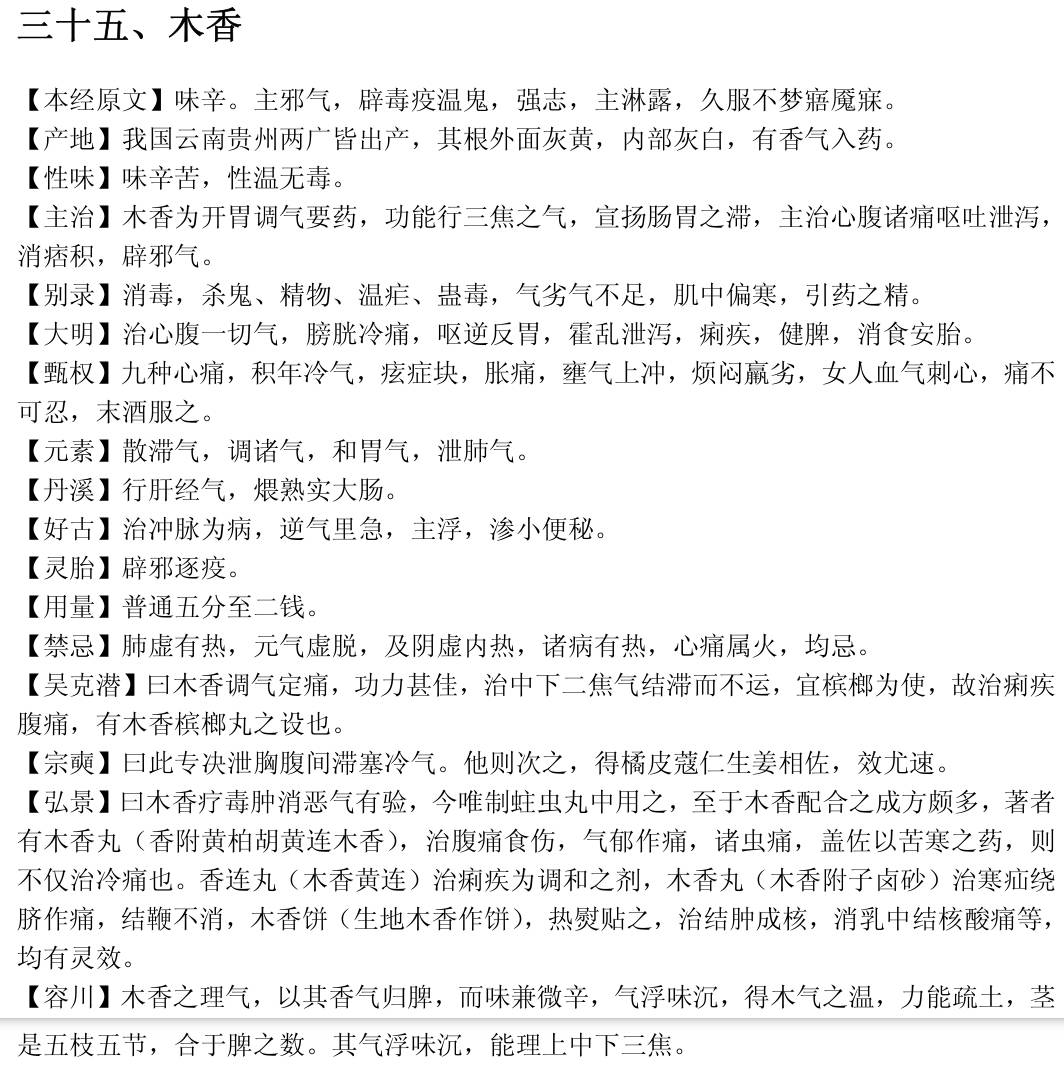 三十五、木香
【本经原文】味辛。主邪气，辟毒疫温鬼，强志，主淋露，久服不梦寤魇寐。
【产地】我国云南贵州两广皆出产，其根外面灰黄，内部灰白，有香气入药。
【性味】味辛苦，性温无毒。
【主治】木香为开胃调气要药，功能行三焦之气，宣扬肠胃之滞，主治心腹诸痛呕吐泄泻，
消痞积，辟邪气。
【别录】消毒，杀鬼、精物、温疟、蛊毒，气劣气不足，肌中偏寒，引药之精。
【大明】治心腹一切气，膀胱冷痛，呕逆反胃，霍乱泄泻，痢疾，健脾，消食安胎。
【甄权】九种心痛，积年冷气，痃症块，胀痛，壅气上冲，烦闷赢劣，女人血气刺心，痛不
可忍，末酒服之。
【元素】散滞气，调诸气，和胃气，泄肺气。
【丹溪】行肝经气，煨熟实大肠。
【好古】治冲脉为病，逆气里急，主浮，渗小便秘。
【灵胎】辟邪逐疫。
【用量】普通五分至二钱。
【禁忌】肺虚有热，元气虚脱，及阴虚内热，诸病有热，心痛属火，均忌。
【吴克潜】曰木香调气定痛，功力甚佳，治中下二焦气结滞而不运，宜槟榔为使，故治痢疾
腹痛，有木香槟榔丸之设也。
【宗奭】曰此专决泄胸腹间滞塞冷气。他则次之，得橘皮蔻仁生姜相佐，效尤速。
【弘景】曰木香疗毒肿消恶气有验，今唯制蛀虫丸中用之，至于木香配合之成方颇多，著者
有木香丸（香附黄柏胡黄连木香），治腹痛食伤，气郁作痛，诸虫痛，盖佐以苦寒之药，则
不仅治冷痛也。香连丸（木香黄连）治痢疾为调和之剂，木香丸（木香附子卤砂）治寒疝绕
脐作痛，结鞭不消，木香饼（生地木香作饼），热熨贴之，治结肿成核，消乳中结核酸痛等，
均有灵效。
【容川】木香之理气，以其香气归脾，而味兼微辛，气浮味沉，得木气之温，力能疏土，茎
是五枝五节，合于脾之数。其气浮味沉，能理上中下三焦。